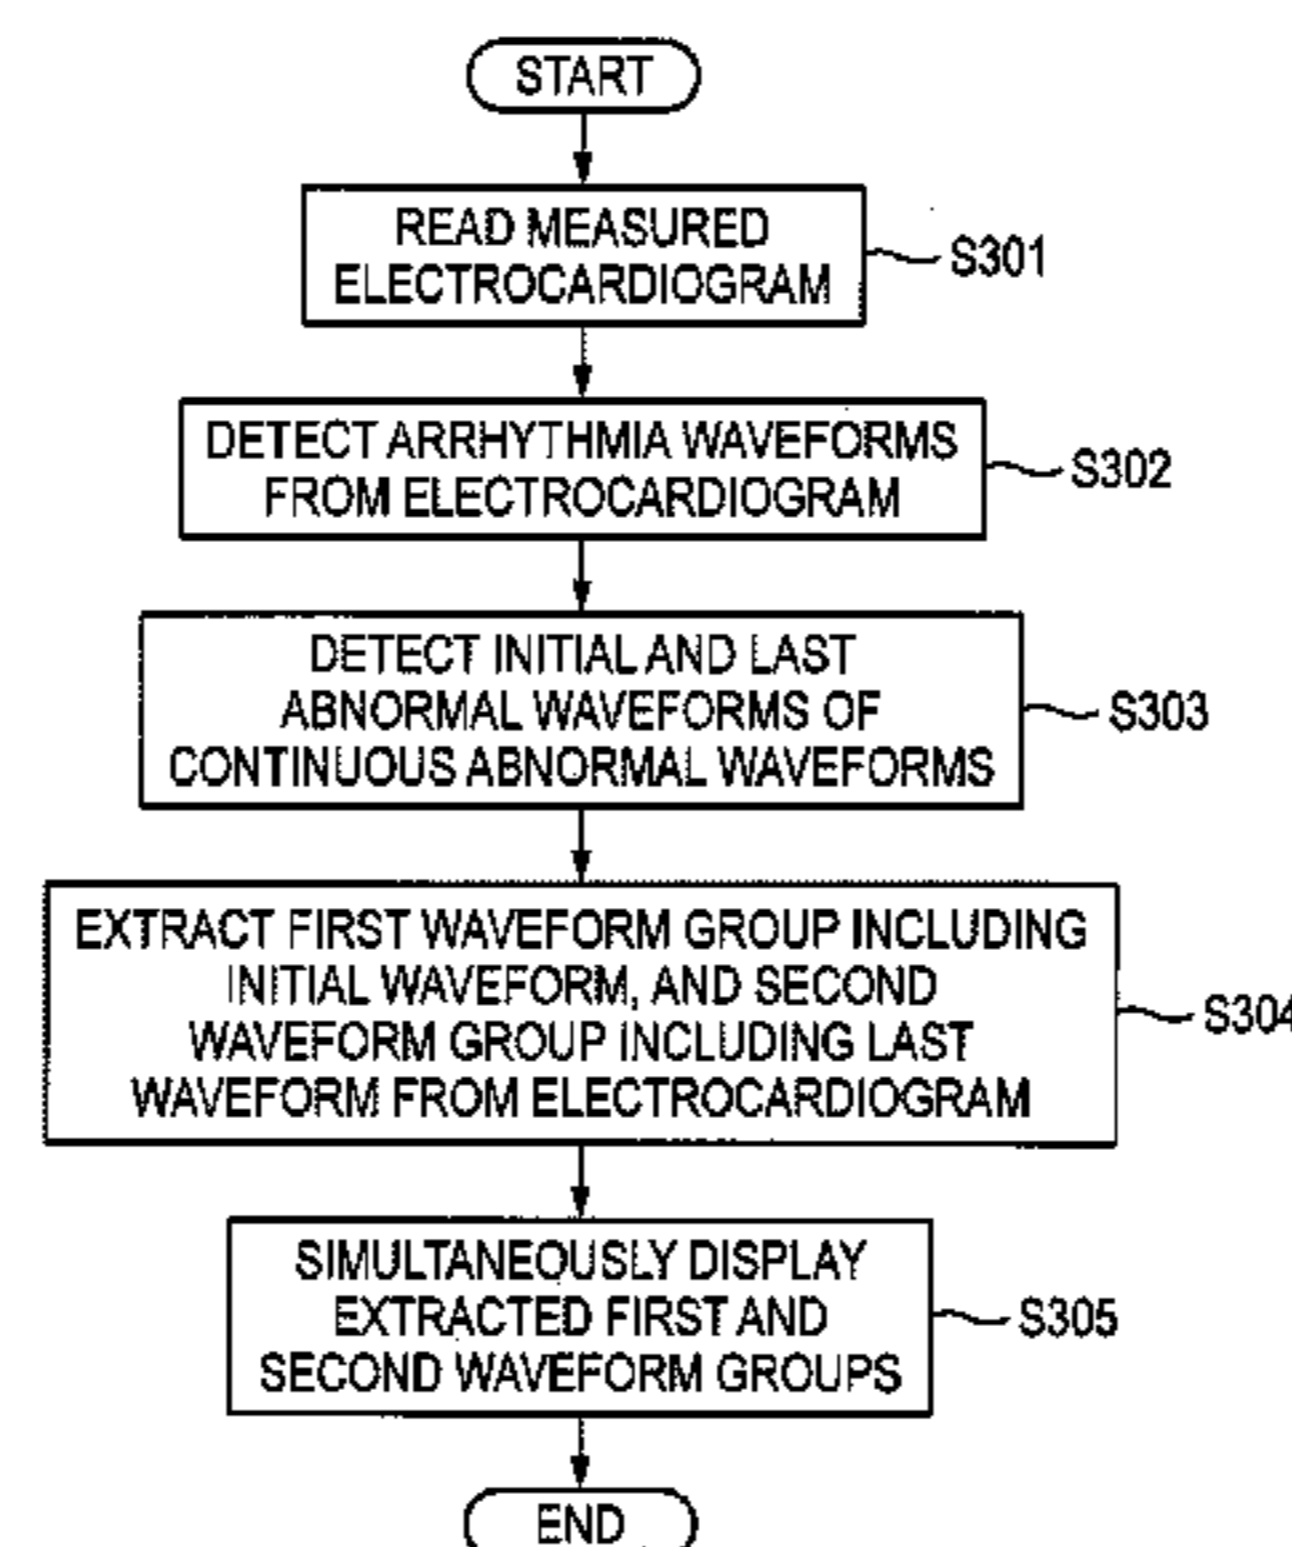 START
READ MEASURED
ELECTROCARDIOGRAM
S301
DETECT ARRHYTHMIA WAVEFORMS
FROM ELECTROCARDIOGRAM
S302
DETECT INITIAL AND LAST
ABNORMAL WAVEFORMS OF
CONTINUOUS ABNORMAL WAVEFORMS
S303
EXTRACT FIRST WAVEFORM GROUP INCLUDING
INITIAL WAVEFORM, AND SECOND
WAVEFORM GROUP INCLUDING LAST
WAVEFORM FROM ELECTROCARDIOGRAM
S304
SIMULTANEOUSLY DISPLAY
EXTRACTED FIRST AND
SECOND WAVEFORM GROUPS
S305
END